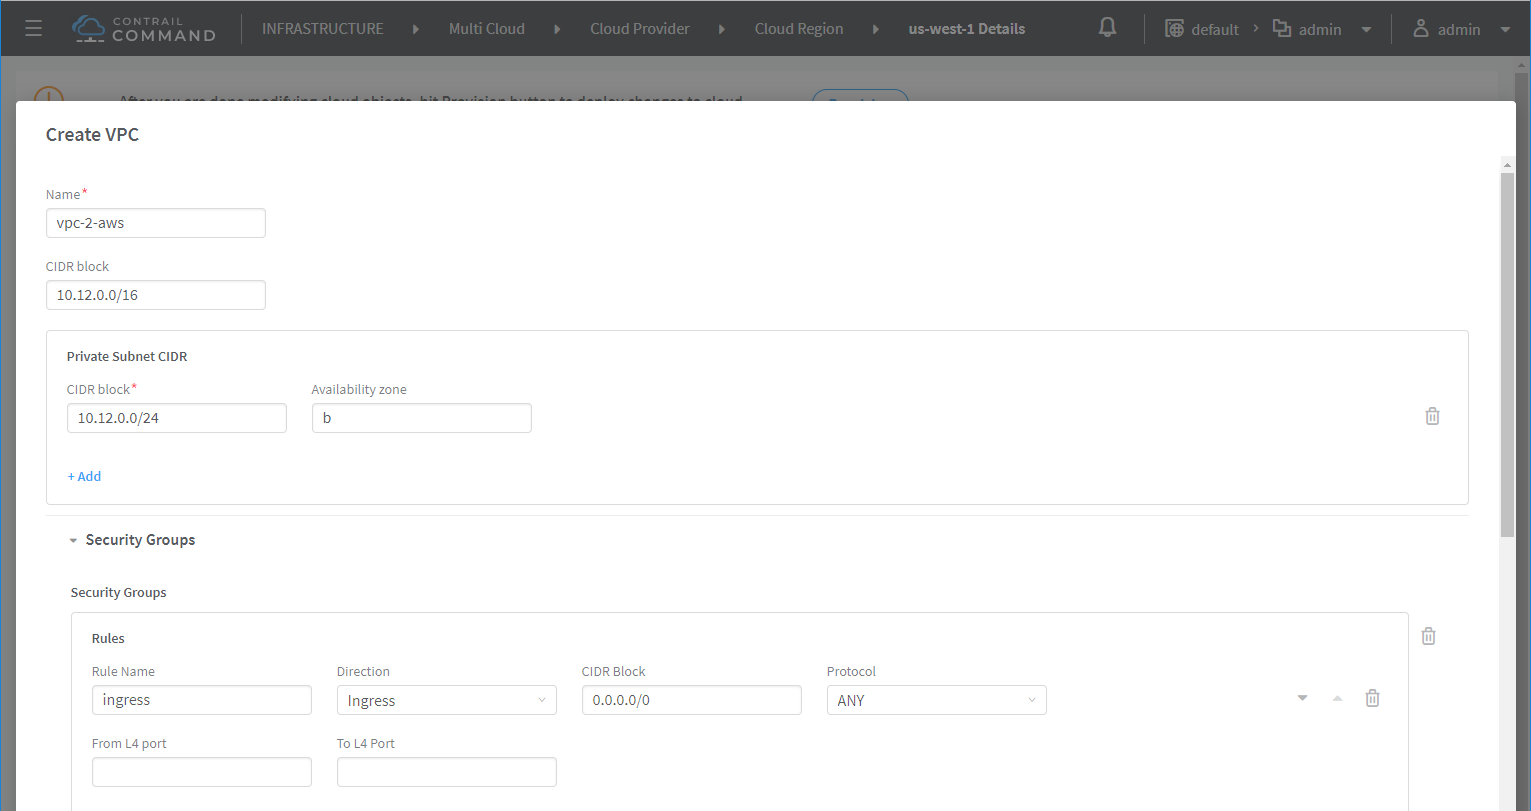 CONTRAIL
COMMAND
INFRASTRUCTURE Multi Cloud Cloud Provider Cloud Region us-west-1 Details default admin admin
After you are done modifying cloud objects, hit Provision button to deploy changes to cloud
Create VPC
Name*
vpc-2-aws
CIDR block
10.12.0.0/16
Private Subnet CIDR
CIDR block* Availability zone
10.12.0.0/24 b
+ Add
Security Groups
Security Groups
Rules
Rule Name Direction CIDR Block Protocol
ingress Ingress 0.0.0.0/0 ANY
From L4 port To L4 Port